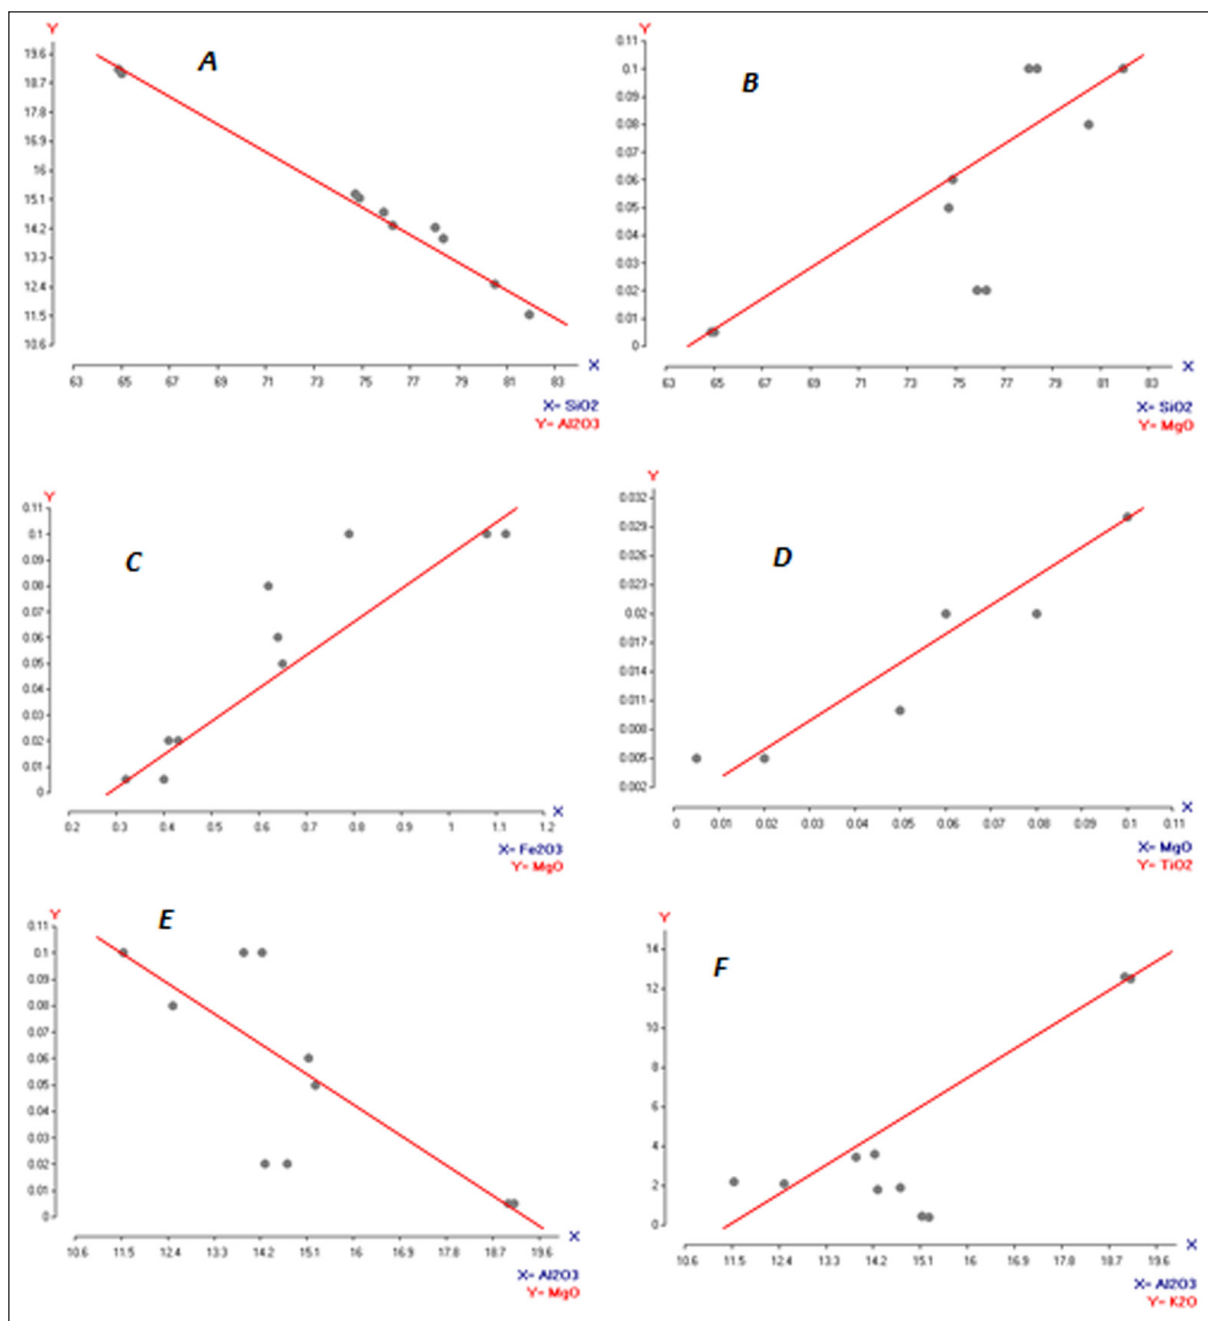 Y
A
19.6
18.7
17.8
16.9
16
15.1
14.2
13.3
12.4
11.5
10.6
63 65 67 69 71 73 75 77 79 81 83 X
X- SiO2
Y- Al2O3
Y
B
0.11
0.1
0.09
0.08
0.07
0.06
0.05
0.04
0.03
0.02
0.01
0
63 65 67 69 71 73 75 77 79 81 83 X
X- SiO2
Y- MgO
Y
C
0.11
0.1
0.09
0.08
0.07
0.06
0.05
0.04
0.03
0.02
0.01
0
0.2 0.3 0.4 0.5 0.6 0.7 0.8 0.9 1 1.1 1.2 X
X- Fe2O3
Y- MgO
Y
D
0.032
0.029
0.026
0.023
0.02
0.017
0.014
0.011
0.008
0.005
0.002
0 0.01 0.02 0.03 0.04 0.05 0.06 0.07 0.08 0.09 0.1 0.11 X
X- MgO
Y- TiO2
Y
E
0.11
0.1
0.09
0.08
0.07
0.06
0.05
0.04
0.03
0.02
0.01
0
10.6 11.5 12.4 13.3 14.2 15.1 16 16.9 17.8 18.7 19.6 X
X- Al2O3
Y- MgO
Y
F
14
12
10
8
6
4
2
0
10.6 11.5 12.4 13.3 14.2 15.1 16 16.9 17.8 18.7 19.6 X
X- Al2O3
Y- K2O